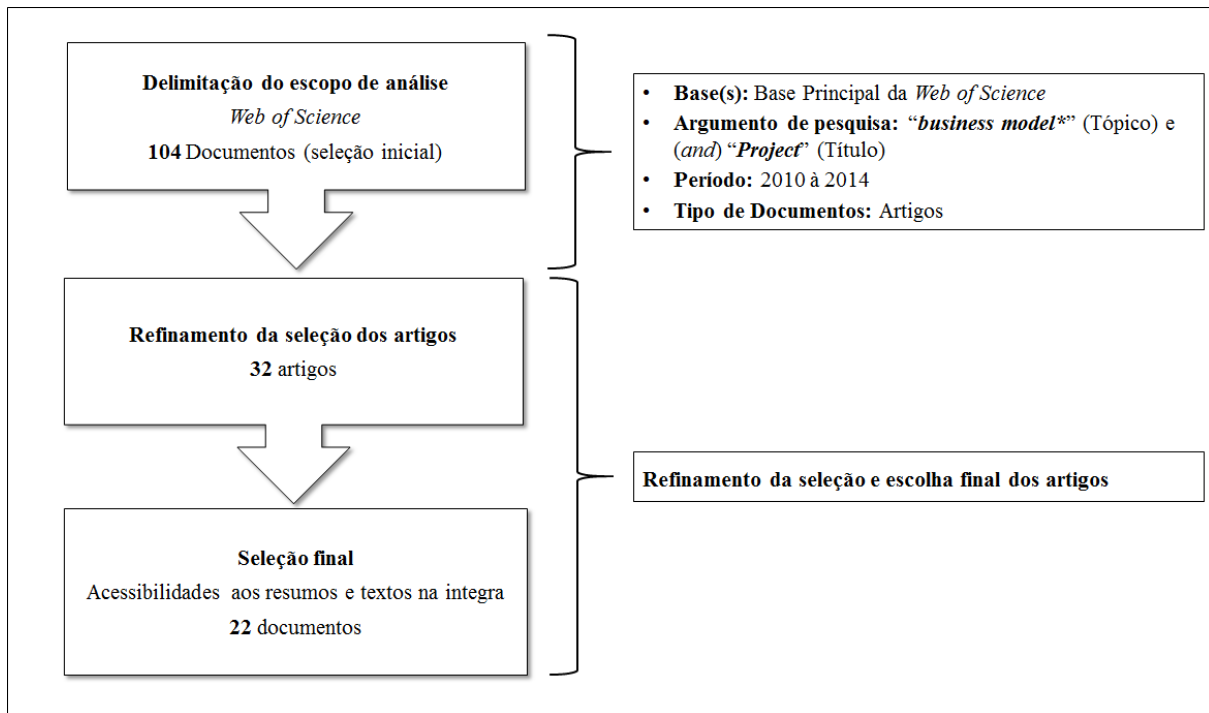 Delimitação do escopo de análise
Web of Science
104 Documentos (seleção inicial)
• Base(s): Base Principal da Web of Science
• Argumento de pesquisa: “business model*” (Tópico) e
(and) “Project” (Título)
• Período: 2010 à 2014
• Tipo de Documentos: Artigos
Refinamento da seleção dos artigos
32 artigos
Refinamento da seleção e escolha final dos artigos
Seleção final
Acessibilidades aos resumos e textos na integra
22 documentos